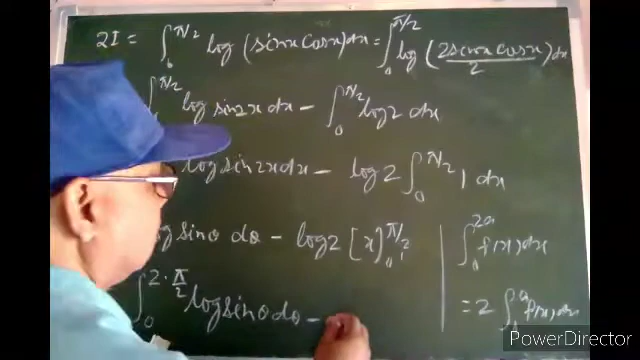 2I = ∫₀^{π/2} log (sinx cosx) dx = ∫₀^{π/2} log (2sinx cosx / 2) dx
log sin2x dx − ∫₀^{π/2} log2 dx
log sin2x dx − log2 ∫₀^{π/2} 1 dx
log sinθ dθ − log2 [x]₀^{π/2}
∫₀^{2·π/2} log sinθ dθ −
∫₀^{2a} f(x) dx
= 2 ∫₀^{a} f(x) dx
PowerDirector